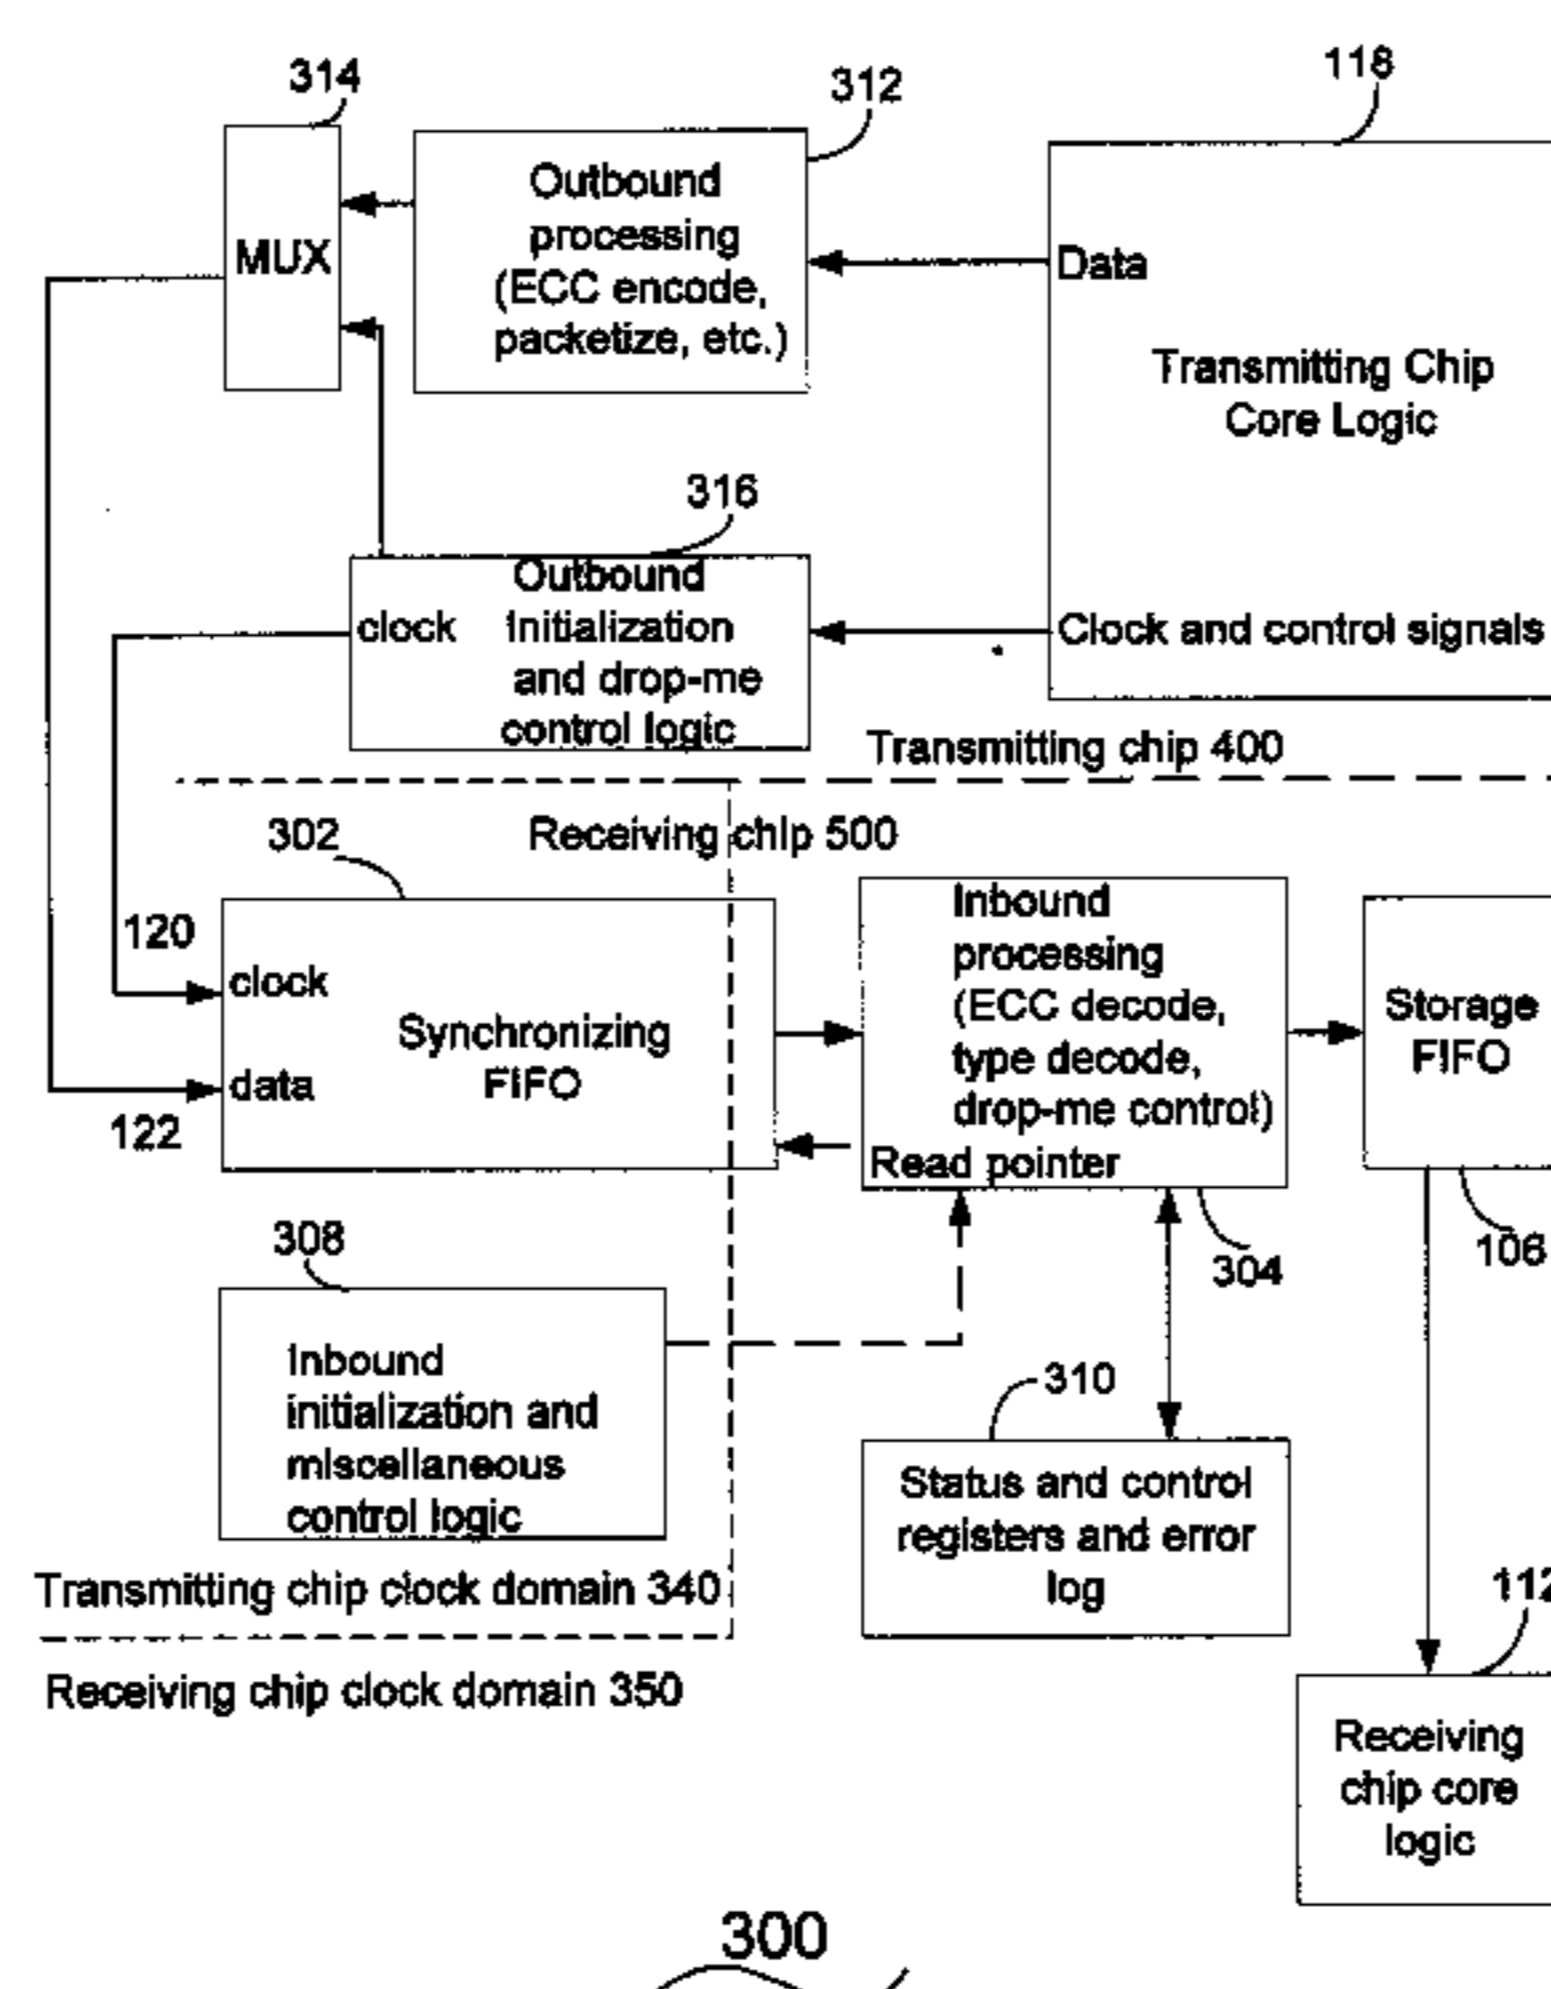 314
312
118
MUX
Outbound
processing
(ECC encode,
packetize, etc.)
Data
Transmitting Chip
Core Logic
316
clock
Outbound
Initialization
and drop-me
control logic
Clock and control signals
Transmitting chip 400
Receiving chip 500
302
120
clock
data
122
Synchronizing
FIFO
Inbound
processing
(ECC decode,
type decode,
drop-me control)
Read pointer
Storage
FIFO
106
304
308
Inbound
initialization and
miscellaneous
control logic
310
Status and control
registers and error
log
Transmitting chip clock domain 340
Receiving chip clock domain 350
112
Receiving
chip core
logic
300